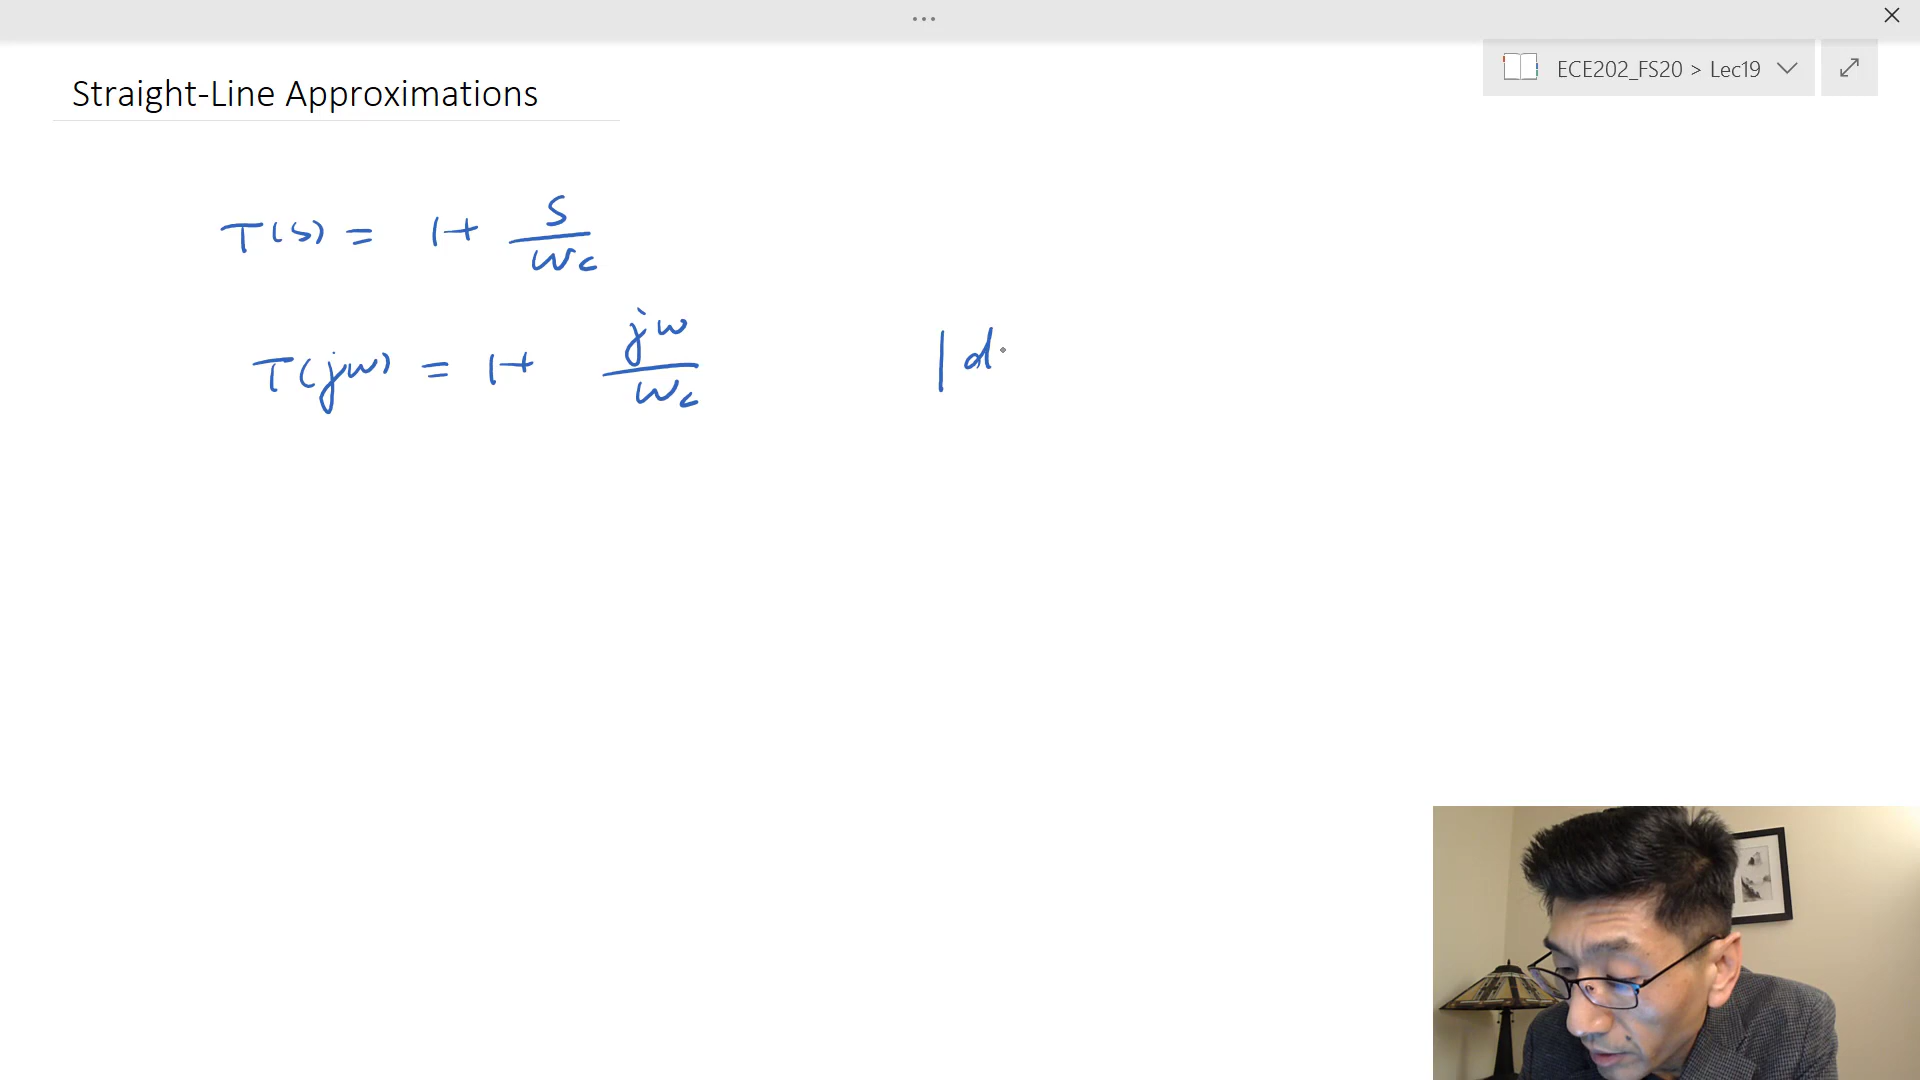 ECE202_FS20 > Lec19
Straight-Line Approximations
T(s) = 1+ s/ωc
T(jω) = 1+ jω/ωc
|d